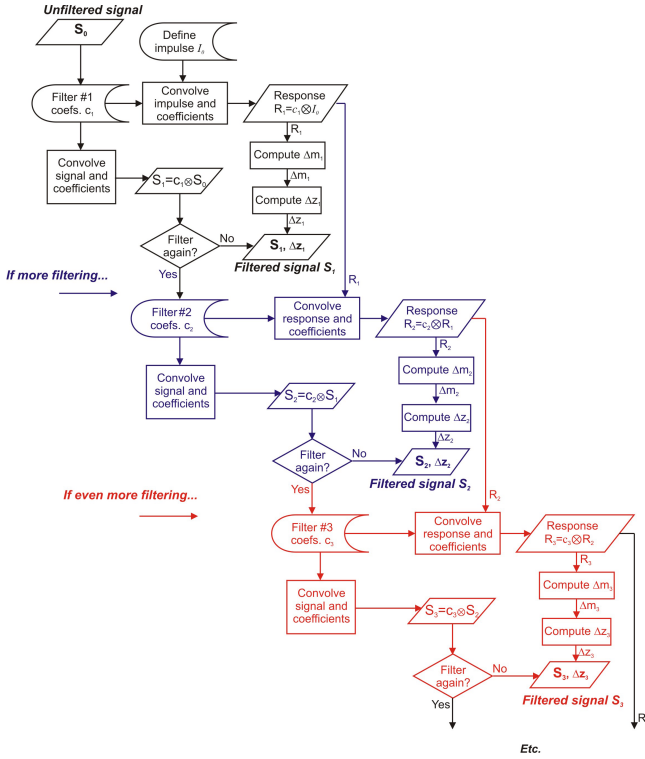 Unfiltered signal
S₀
Define
impulse I₀
Filter #1
coefs. c₁
Convolve
impulse and
coefficients
Response
R₁=c₁⊗I₀
R₁
Convolve
signal and
coefficients
S₁=c₁⊗S₀
Compute Δm₁
Δm₁
Compute Δz₁
Δz₁
Filter
again?
No
S₁, Δz₁
Filtered signal S₁
Yes
R₁
If more filtering...
Filter #2
coefs. c₂
Convolve
response and
coefficients
Response
R₂=c₂⊗R₁
R₂
Convolve
signal and
coefficients
S₂=c₂⊗S₁
Compute Δm₂
Δm₂
Compute Δz₂
Δz₂
Filter
again?
No
S₂, Δz₂
Filtered signal S₂
Yes
R₂
If even more filtering...
Filter #3
coefs. c₃
Convolve
response and
coefficients
Response
R₃=c₃⊗R₂
R₃
Convolve
signal and
coefficients
S₃=c₃⊗S₂
Compute Δm₃
Δm₃
Compute Δz₃
Δz₃
Filter
again?
No
S₃, Δz₃
Filtered signal S₃
Yes
R
Etc.